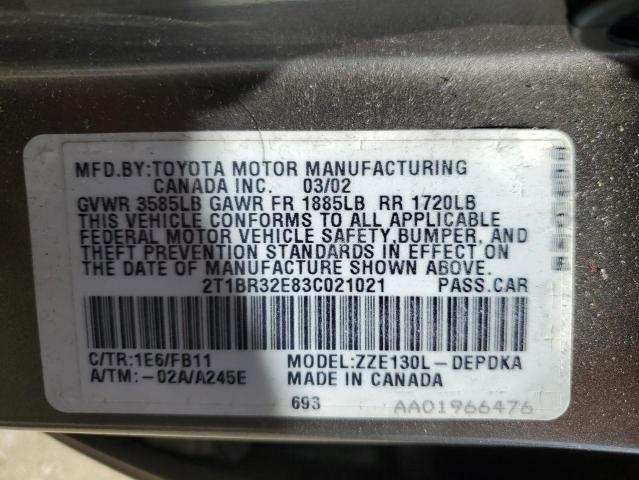 MFD.BY:TOYOTA MOTOR MANUFACTURING
CANADA INC. 03/02
GVWR 3585LB GAWR FR 1885LB RR 1720LB
THIS VEHICLE CONFORMS TO ALL APPLICABLE
FEDERAL MOTOR VEHICLE SAFETY,BUMPER, AND
THEFT PREVENTION STANDARDS IN EFFECT ON
THE DATE OF MANUFACTURE SHOWN ABOVE.
2T1BR32E83C021021 PASS.CAR
C/TR:1E6/FB11 MODEL:ZZE130L-DEPDKA
A/TM:-02A/A245E MADE IN CANADA
693 AA01966476